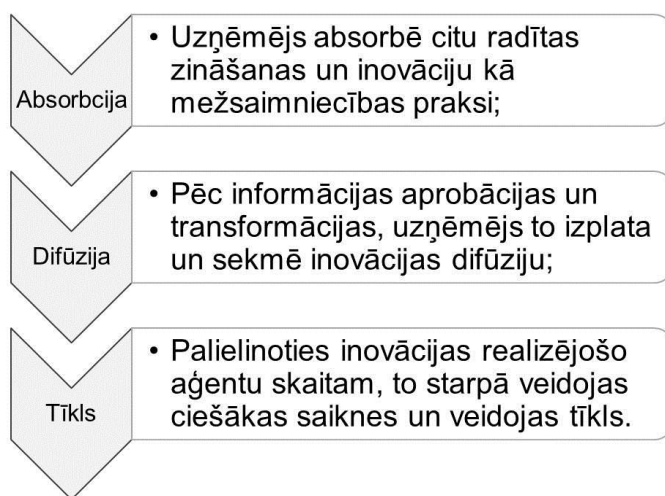 Absorbcija
• Uzņēmējs absorbē citu radītas
zināšanas un inovāciju kā
mežsaimniecības praksi;
Difūzija
• Pēc informācijas aprobācijas un
transformācijas, uzņēmējs to izplata
un sekmē inovācijas difūziju;
Tīkls
• Palielinoties inovācijas realizējošo
aģentu skaitam, to starpā veidojas
ciešākas saiknes un veidojas tīkls.